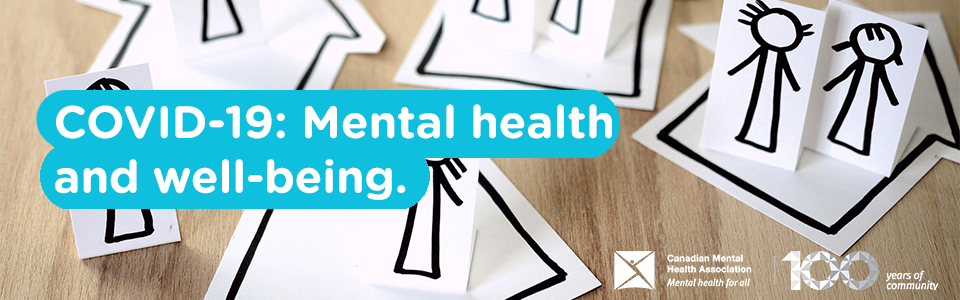 COVID-19: Mental health
and well-being.
Canadian Mental
Health Association
Mental health for all
100 years of
community